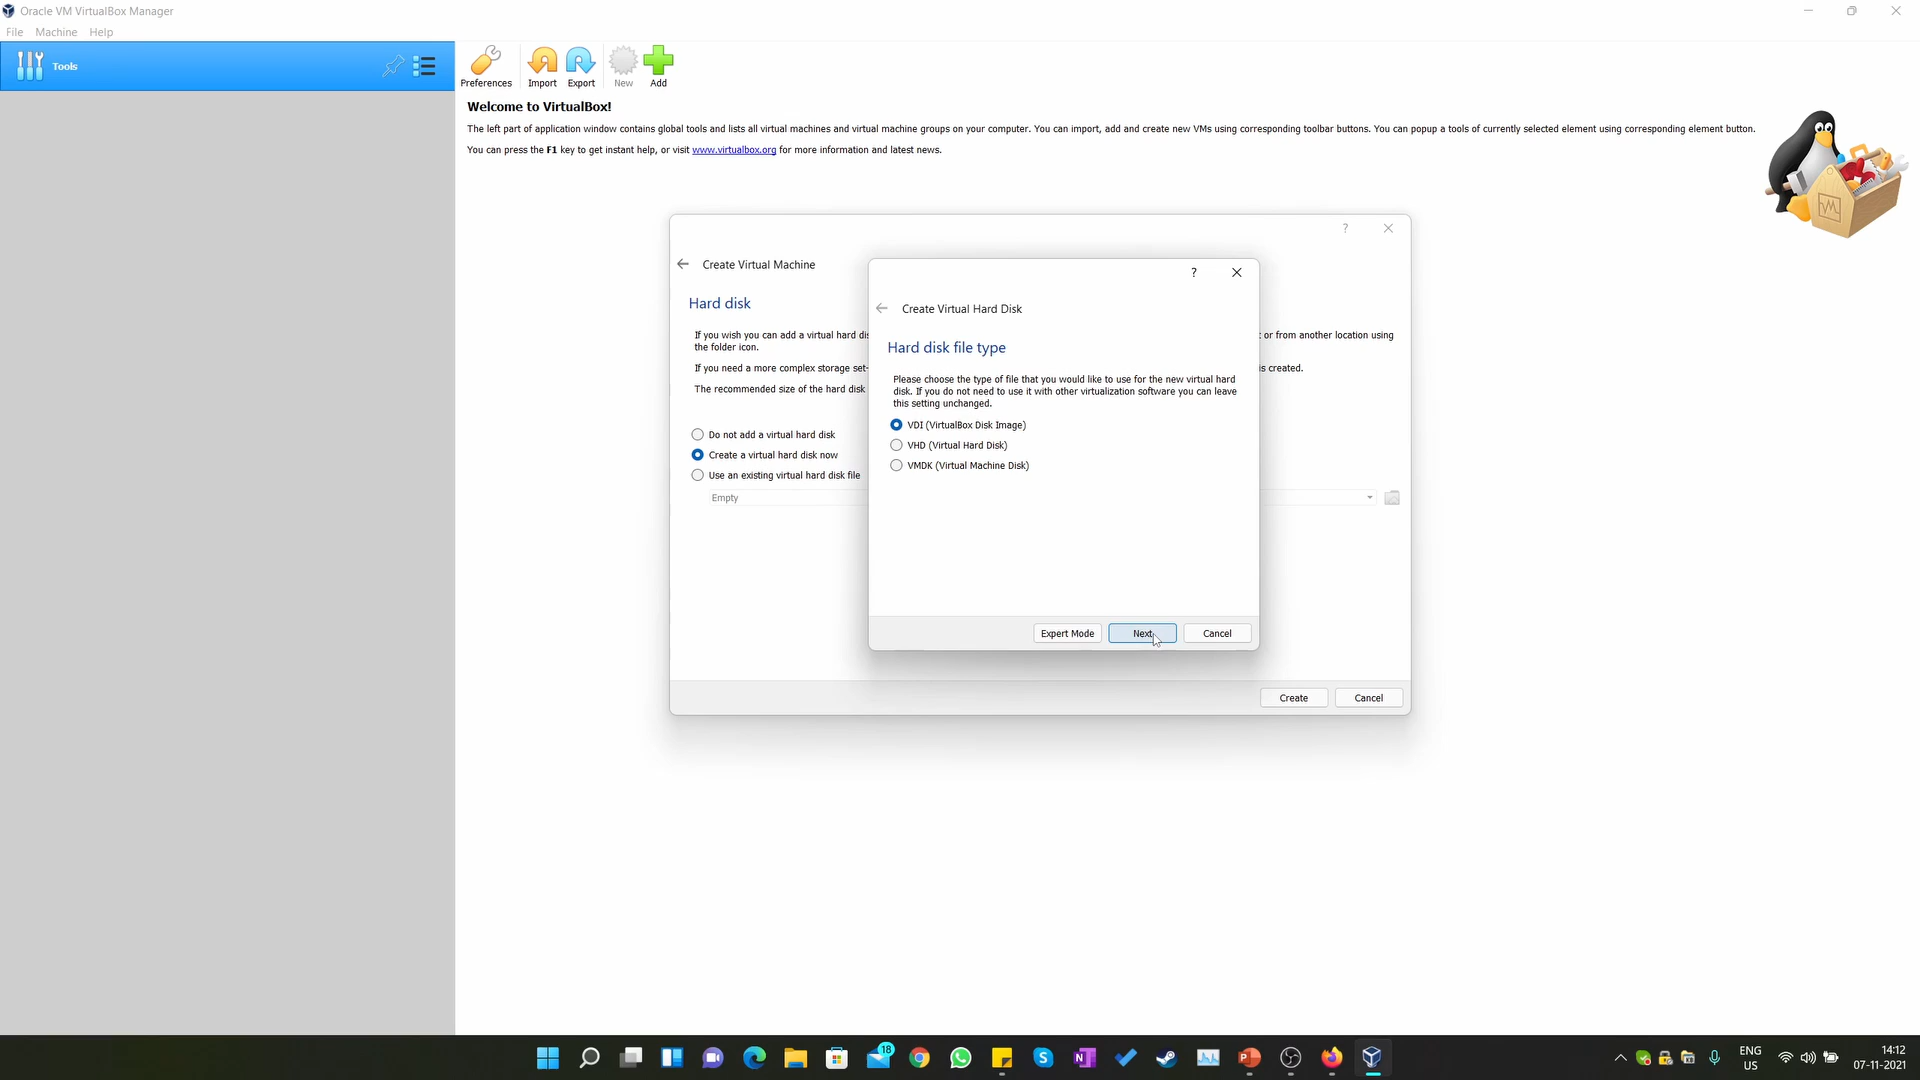 Oracle VM VirtualBox Manager
File Machine Help
Tools
Preferences Import Export New Add
Welcome to VirtualBox!
The left part of application window contains global tools and lists all virtual machines and virtual machine groups on your computer. You can import, add and create new VMs using corresponding toolbar buttons. You can popup a tools of currently selected element using corresponding element button.
You can press the F1 key to get instant help, or visit www.virtualbox.org for more information and latest news.
?
Create Virtual Machine
Hard disk
If you wish you can add a virtual hard dis
t or from another location using
the folder icon.
If you need a more complex storage set-
is created.
The recommended size of the hard disk
Do not add a virtual hard disk
Create a virtual hard disk now
Use an existing virtual hard disk file
Empty
Create Cancel
?
Create Virtual Hard Disk
Hard disk file type
Please choose the type of file that you would like to use for the new virtual hard
disk. If you do not need to use it with other virtualization software you can leave
this setting unchanged.
VDI (VirtualBox Disk Image)
VHD (Virtual Hard Disk)
VMDK (Virtual Machine Disk)
Expert Mode Next Cancel
18
ENG
US
14:12
07-11-2021